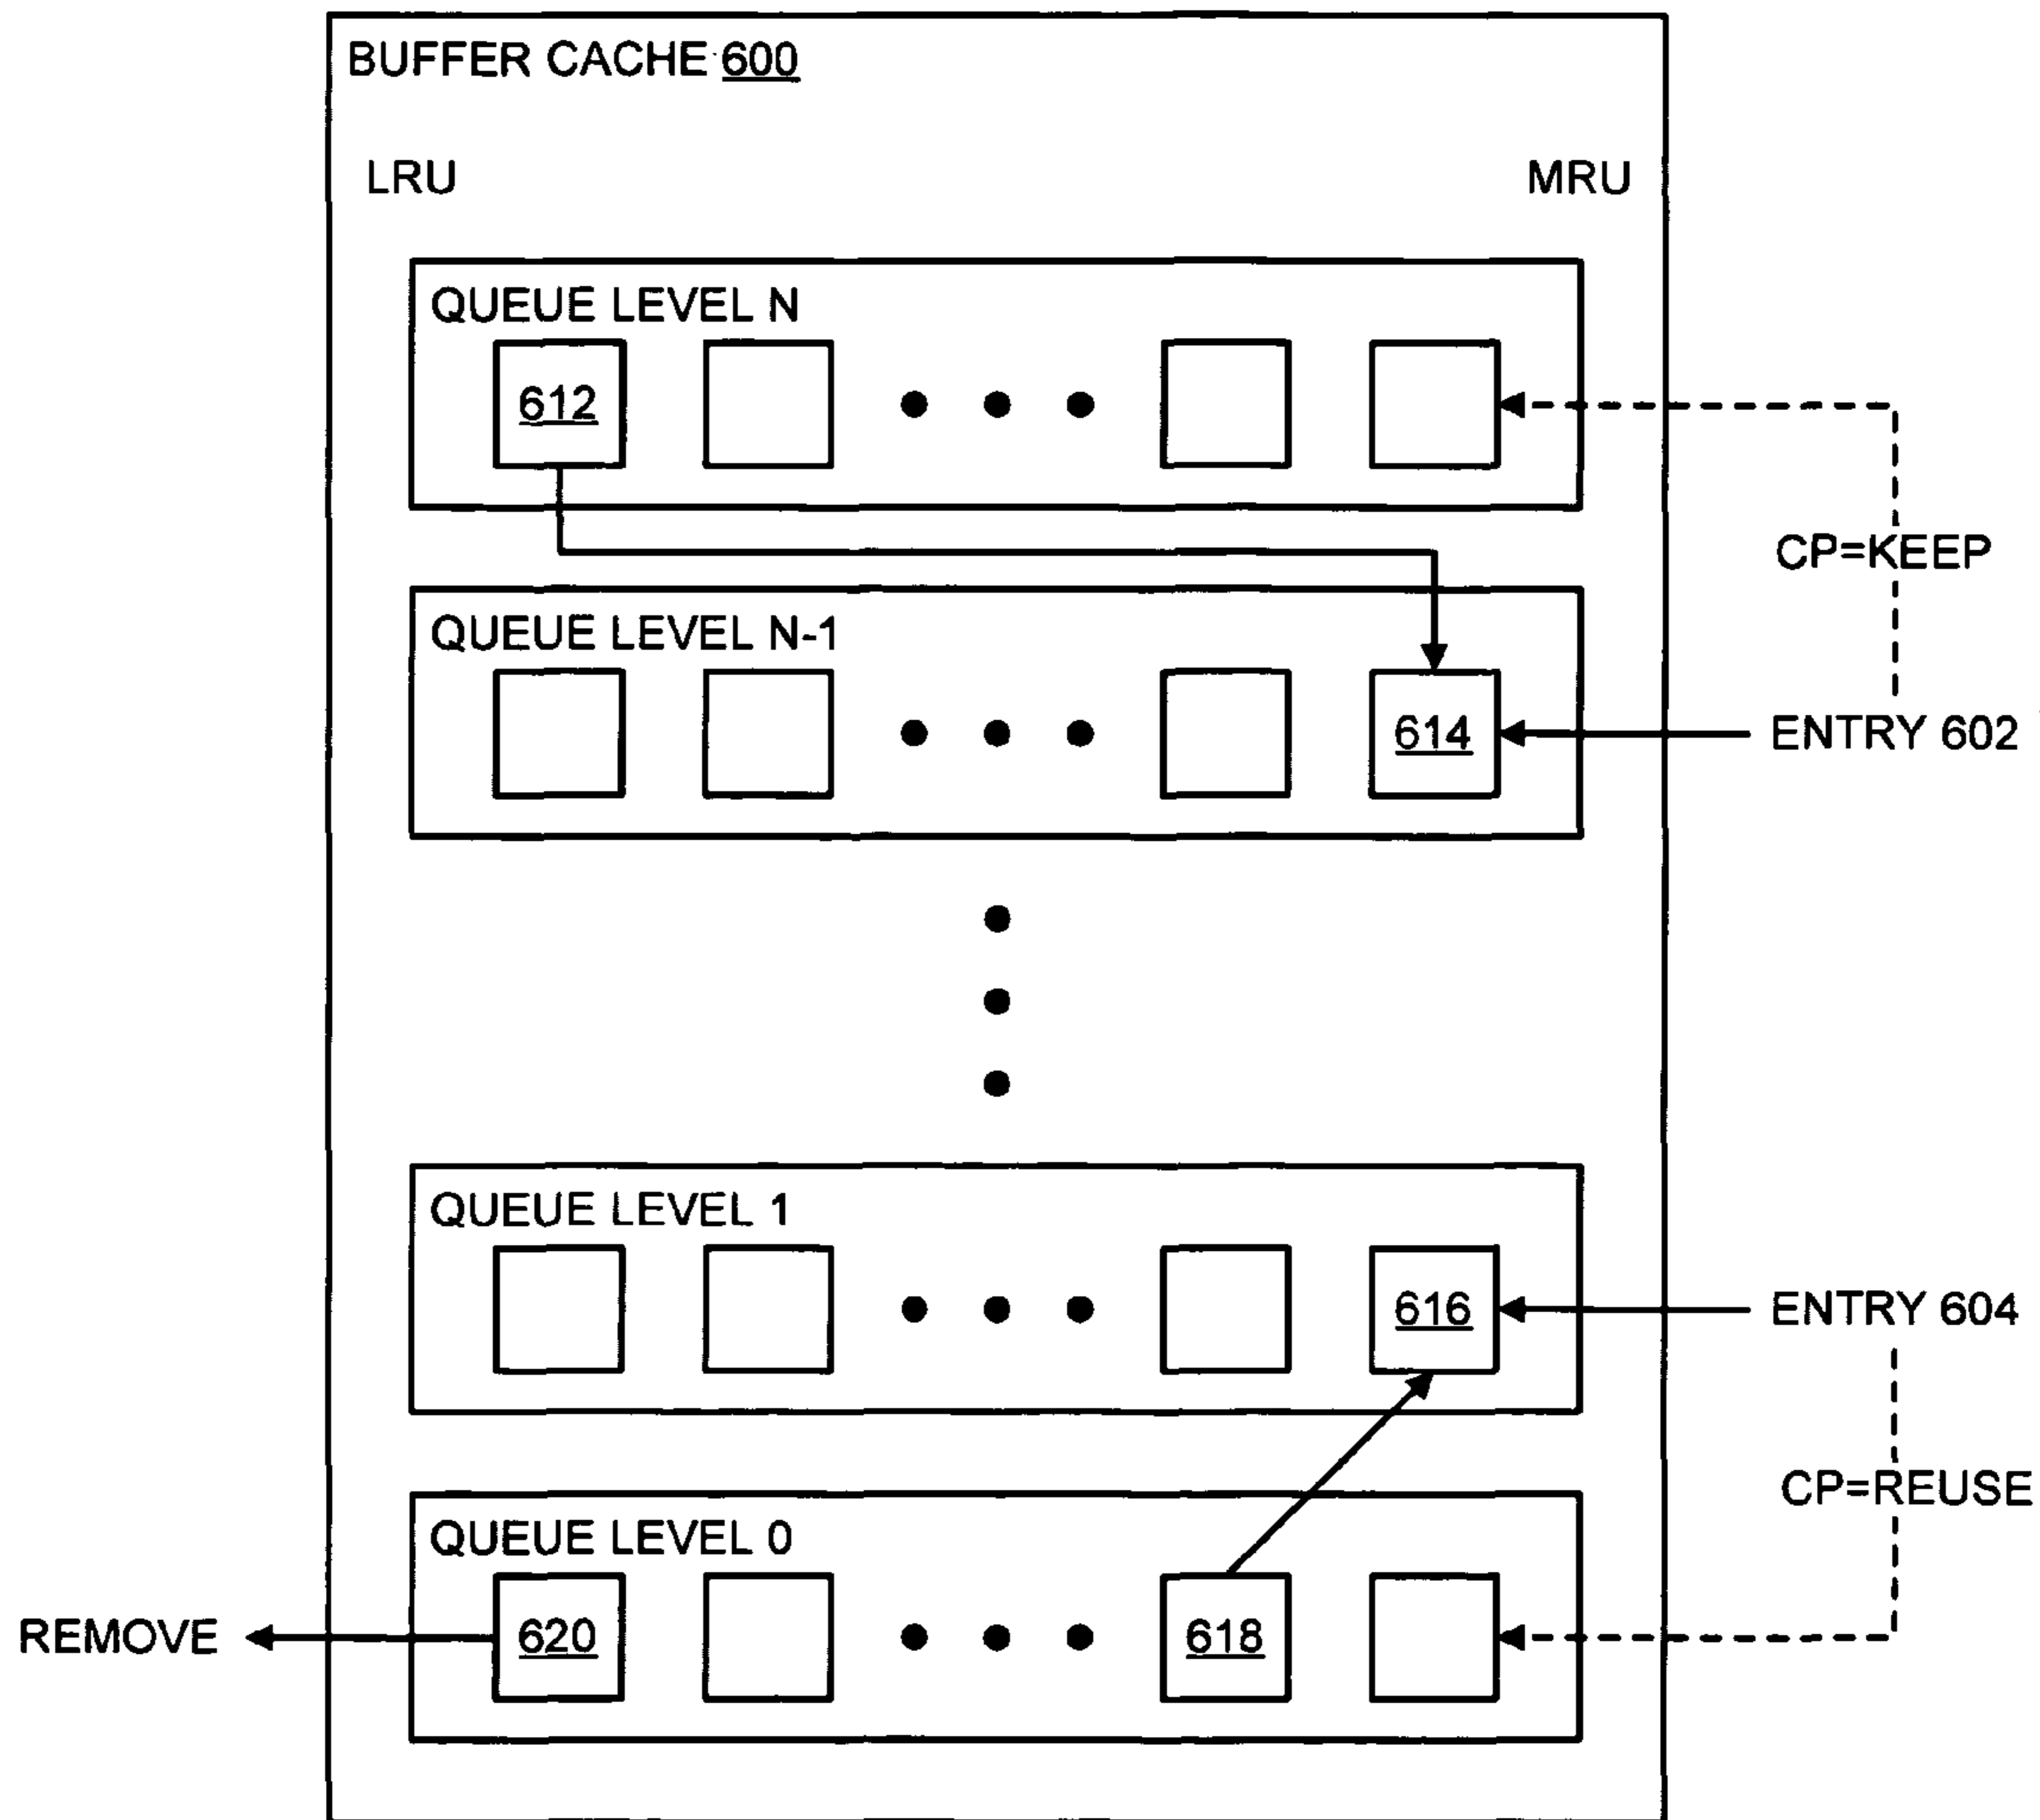 BUFFER CACHE 600
LRU MRU
QUEUE LEVEL N
612
CP=KEEP
QUEUE LEVEL N-1
614
ENTRY 602
QUEUE LEVEL 1
616
ENTRY 604
CP=REUSE
QUEUE LEVEL 0
REMOVE
620
618